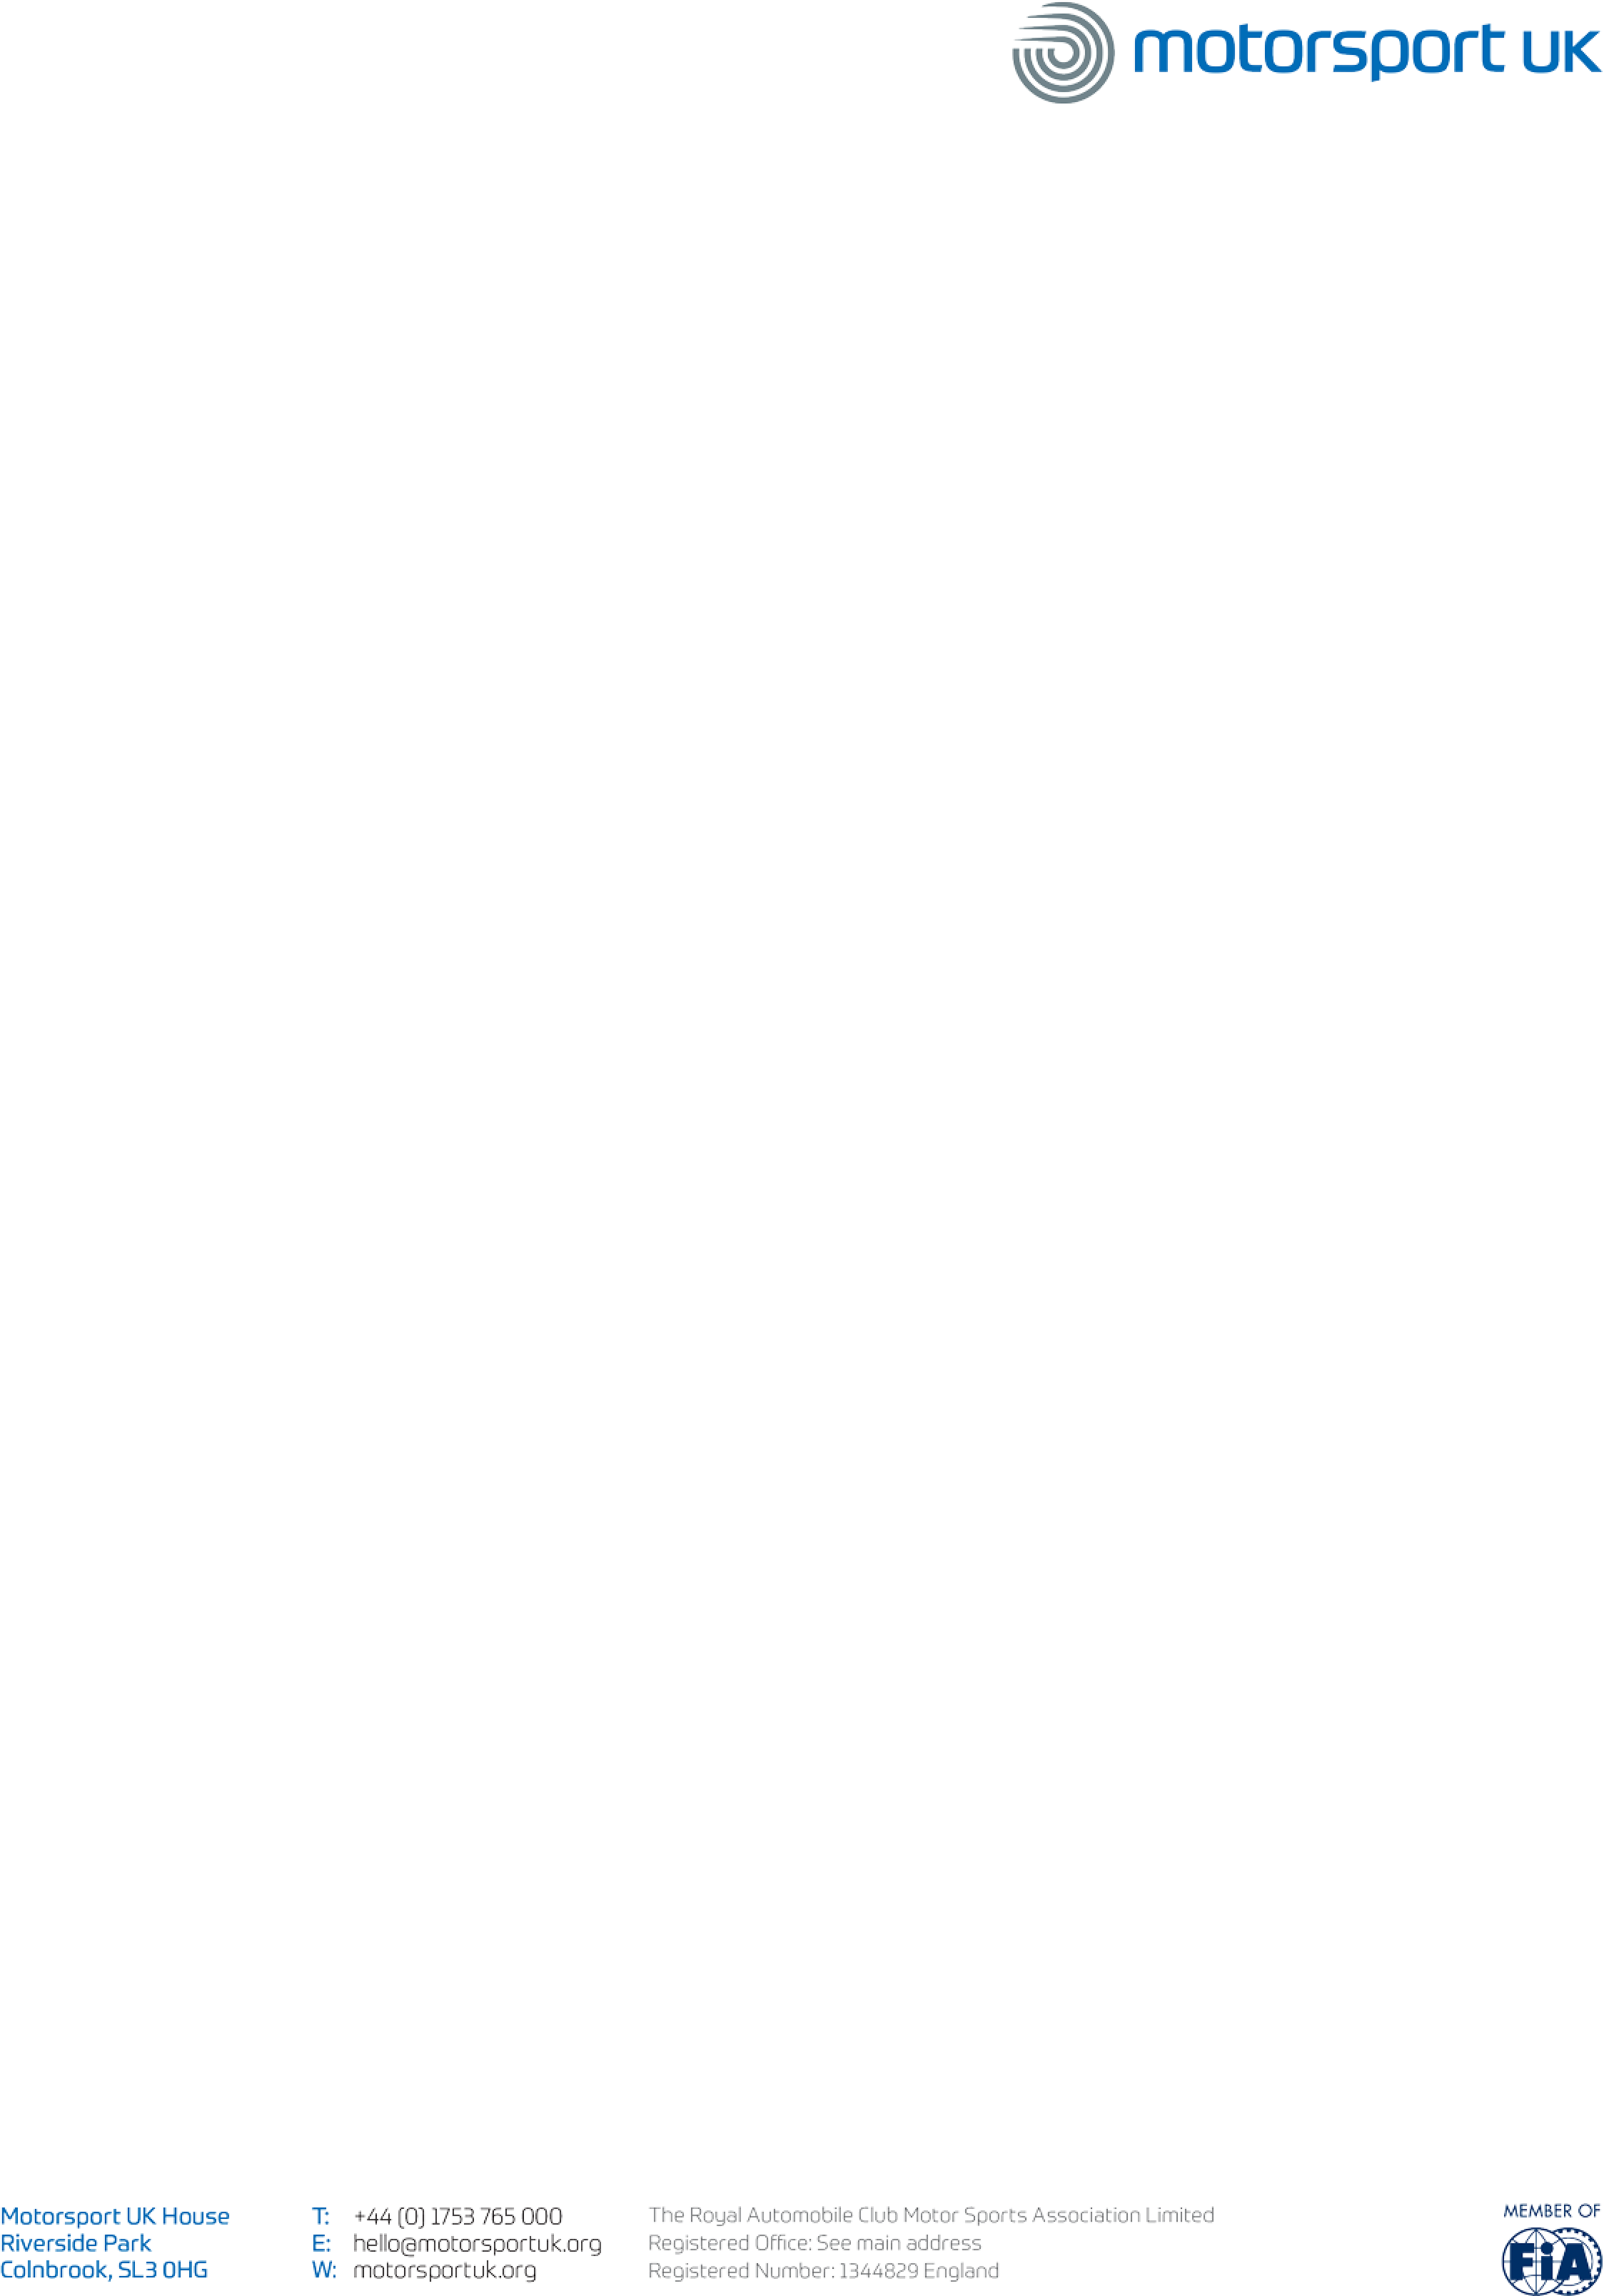 motorsport UK
Motorsport UK House
Riverside Park
Colnbrook, SL3 0HG
T: +44 (0) 1753 765 000
E: hello@motorsportuk.org
W: motorsportuk.org
The Royal Automobile Club Motor Sports Association Limited
Registered Office: See main address
Registered Number: 1344829 England
MEMBER OF
FiA